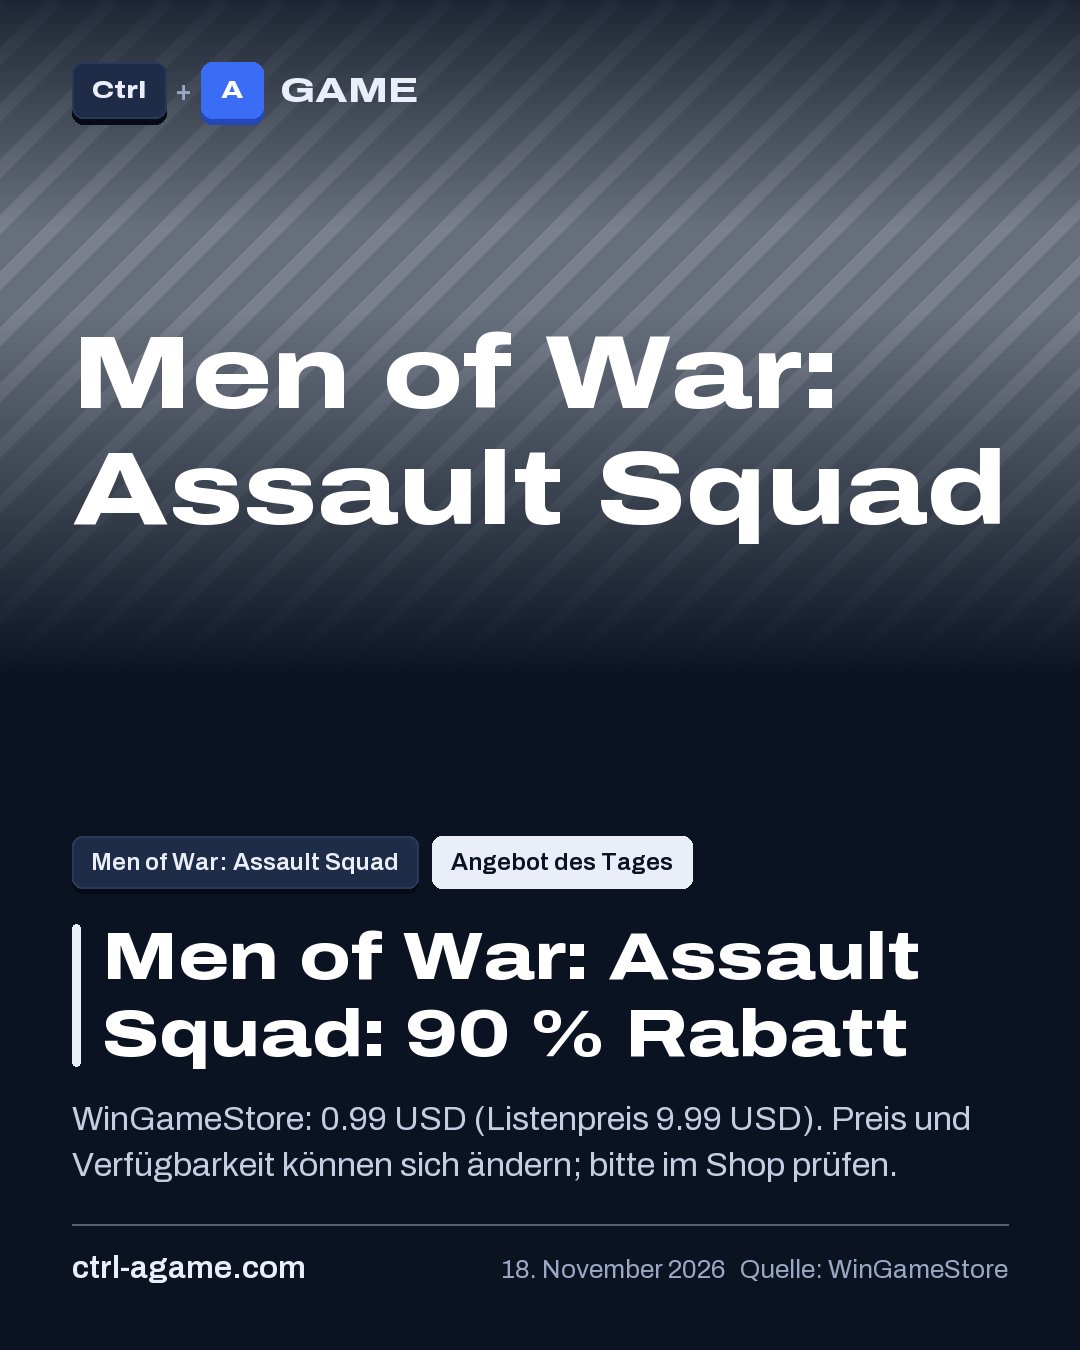 Ctrl + A GAME
Men of War:
Assault Squad
Men of War: Assault Squad
Angebot des Tages
Men of War: Assault
Squad: 90 % Rabatt
WinGameStore: 0.99 USD (Listenpreis 9.99 USD). Preis und
Verfügbarkeit können sich ändern; bitte im Shop prüfen.
ctrl-agame.com
18. November 2026 Quelle: WinGameStore